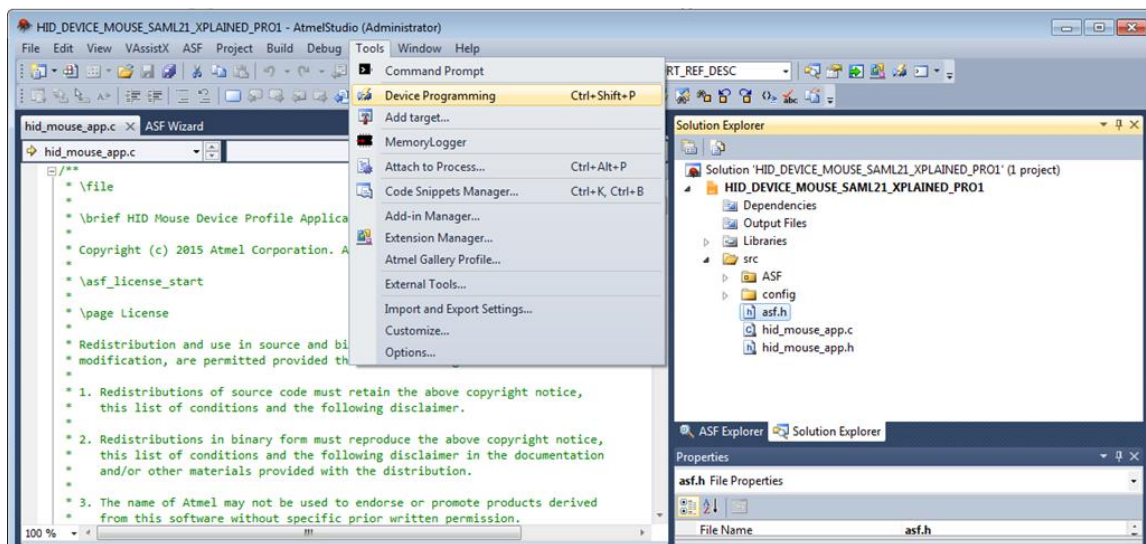 HID_DEVICE_MOUSE_SAML21_XPLAINED_PRO1 - AtmelStudio (Administrator)
File Edit View VAssistX ASF Project Build Debug Tools Window Help
RT_REF_DESC
Command Prompt
Device Programming Ctrl+Shift+P
Add target...
MemoryLogger
Attach to Process... Ctrl+Alt+P
Code Snippets Manager... Ctrl+K, Ctrl+B
Add-in Manager...
Extension Manager...
Atmel Gallery Profile...
External Tools...
Import and Export Settings...
Customize...
Options...
hid_mouse_app.c ASF Wizard
hid_mouse_app.c
/**
* \file
*
* \brief HID Mouse Device Profile Applica
*
* Copyright (c) 2015 Atmel Corporation. A
*
* \asf_license_start
*
* \page License
*
* Redistribution and use in source and bi
* modification, are permitted provided th
*
* 1. Redistributions of source code must retain the above copyright notice,
* this list of conditions and the following disclaimer.
*
* 2. Redistributions in binary form must reproduce the above copyright notice,
* this list of conditions and the following disclaimer in the documentation
* and/or other materials provided with the distribution.
*
* 3. The name of Atmel may not be used to endorse or promote products derived
* from this software without specific prior written permission.
100 %
Solution Explorer
Solution 'HID_DEVICE_MOUSE_SAML21_XPLAINED_PRO1' (1 project)
HID_DEVICE_MOUSE_SAML21_XPLAINED_PRO1
Dependencies
Output Files
Libraries
src
ASF
config
asf.h
hid_mouse_app.c
hid_mouse_app.h
ASF Explorer Solution Explorer
Properties
asf.h File Properties
File Name asf.h